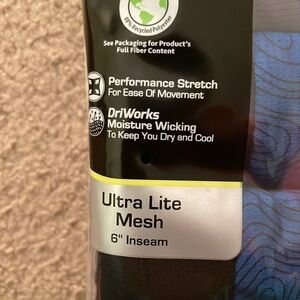 See Packaging for Product's
Full Fiber Content
Performance Stretch
For Ease Of Movement
DriWorks
Moisture Wicking
To Keep You Dry and Cool
Ultra Lite
Mesh
6" Inseam